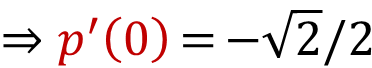 ⇒ p′(0) = −√2/2